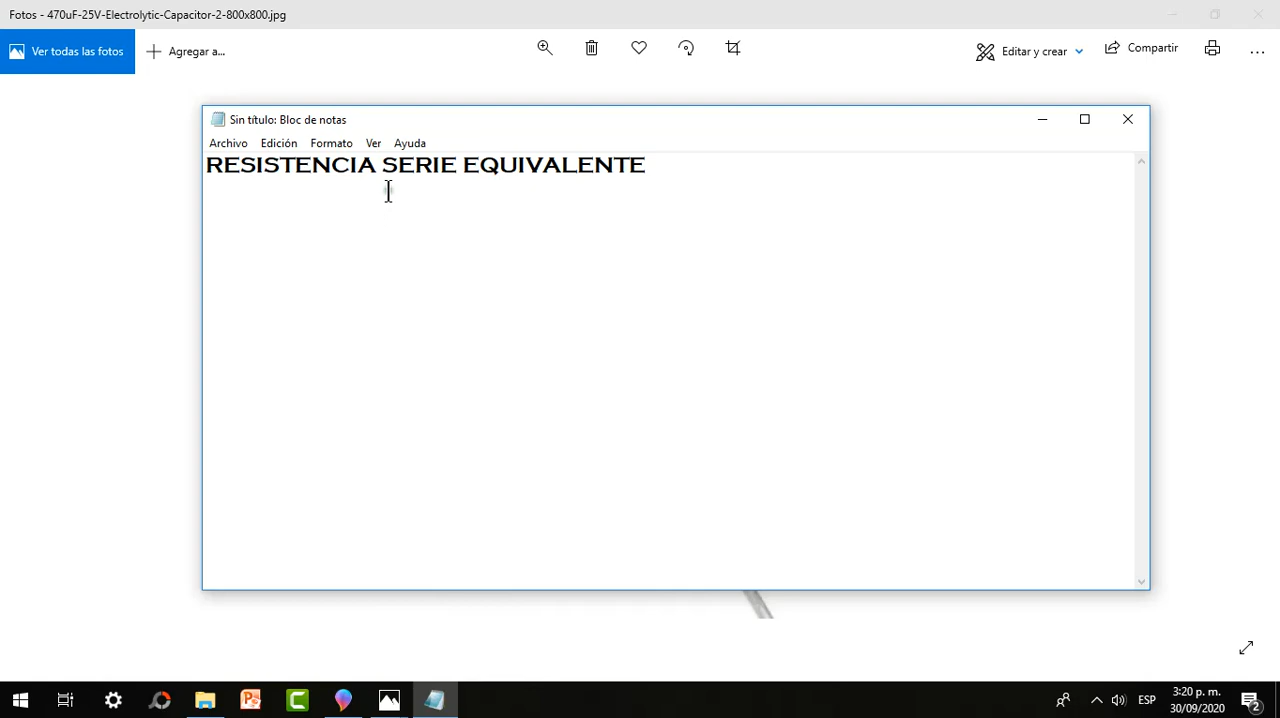 Fotos - 470uF-25V-Electrolytic-Capacitor-2-800x800.jpg
Ver todas las fotos
Agregar a...
Editar y crear
Compartir
Sin título: Bloc de notas
Archivo Edición Formato Ver Ayuda
RESISTENCIA SERIE EQUIVALENTE
ESP
3:20 p. m.
30/09/2020
2